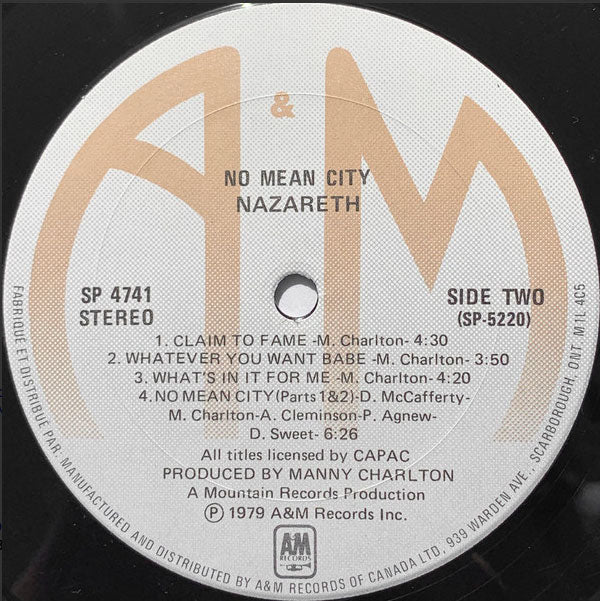 A & M
NO MEAN CITY
NAZARETH
SP 4741
STEREO
SIDE TWO
(SP-5220)
1. CLAIM TO FAME -M. Charlton- 4:30
2. WHATEVER YOU WANT BABE -M. Charlton- 3:50
3. WHAT'S IN IT FOR ME -M. Charlton- 4:20
4. NO MEAN CITY (Parts 1&2)-D. McCafferty-
M. Charlton-A. Cleminson-P. Agnew-
D. Sweet- 6:26
All titles licensed by CAPAC
PRODUCED BY MANNY CHARLTON
A Mountain Records Production
Ⓟ 1979 A&M Records Inc.
AM
RECORDS
FABRIQUE ET DISTRIBUE PAR. MANUFACTURED AND DISTRIBUTED BY A&M RECORDS OF CANADA LTD, 939 WARDEN AVE., SCARBOROUGH, ONT. M1L 4C5